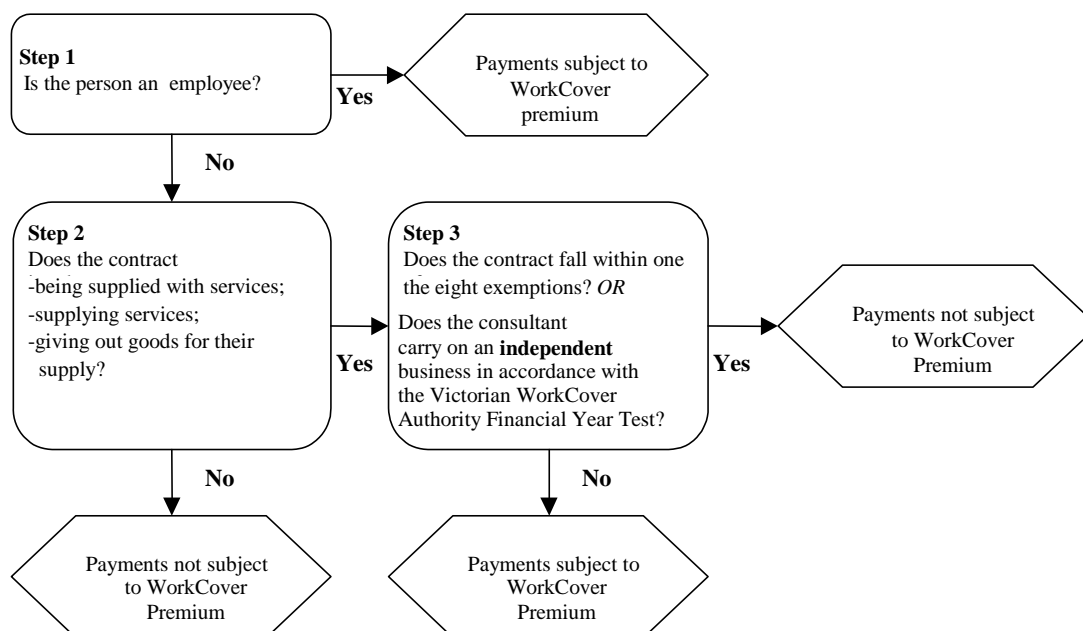 Step 1
Is the person an employee?
Yes
Payments subject to
WorkCover
premium
No
Step 2
Does the contract
-being supplied with services;
-supplying services;
-giving out goods for their
supply?
Yes
Step 3
Does the contract fall within one
the eight exemptions? OR
Does the consultant
carry on an independent
business in accordance with
the Victorian WorkCover
Authority Financial Year Test?
Yes
Payments not subject
to WorkCover
Premium
No
No
Payments not subject
to WorkCover
Premium
Payments subject to
WorkCover
Premium